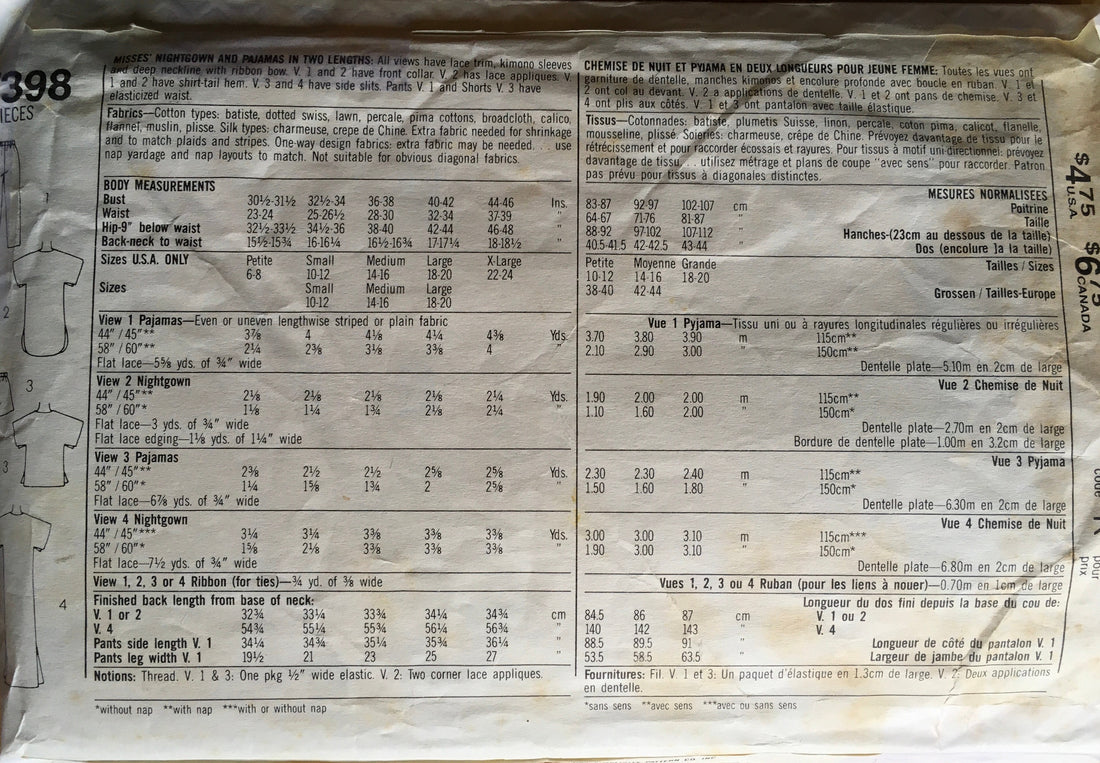 398
IECES
2
3
3
4
MISSES' NIGHTGOWN AND PAJAMAS IN TWO LENGTHS: All views have lace trim, kimono sleeves
and deep neckline with ribbon bow. V. 1 and 2 have front collar. V. 2 has lace appliques. V.
1 and 2 have shirt-tail hem. V. 3 and 4 have side slits. Pants V. 1 and Shorts V. 3 have
elasticized waist.
Fabrics—Cotton types: batiste, dotted swiss, lawn, percale, pima cottons, broadcloth, calico,
flannel, muslin, plisse. Silk types: charmeuse, crepe de Chine. Extra fabric needed for shrinkage
and to match plaids and stripes. One-way design fabrics: extra fabric may be needed. . . use
nap yardage and nap layouts to match. Not suitable for obvious diagonal fabrics.
BODY MEASUREMENTS
Bust 30½-31½ 32½-34 36-38 40-42 44-46 Ins.
Waist 23-24 25-26½ 28-30 32-34 37-39 "
Hip-9" below waist 32½-33½ 34½-36 38-40 42-44 46-48 "
Back-neck to waist 15½-15¾ 16-16¼ 16½-16¾ 17-17¼ 18-18½ "
Sizes U.S.A. ONLY Petite Small Medium Large X-Large
6-8 10-12 14-16 18-20 22-24
Sizes Small Medium Large
10-12 14-16 18-20
View 1 Pajamas—Even or uneven lengthwise striped or plain fabric
44" / 45"** 3⅞ 4 4⅛ 4¼ 4⅜ Yds.
58" / 60"** 2¼ 2⅜ 3⅛ 3⅜ 4 "
Flat lace—5⅝ yds. of ¾" wide
View 2 Nightgown
44" / 45"** 2⅛ 2⅛ 2⅛ 2⅛ 2¼ Yds.
58" / 60"* 1⅛ 1¼ 1¾ 2⅛ 2¼ "
Flat lace—3 yds. of ¾" wide
Flat lace edging—1⅛ yds. of 1¼" wide
View 3 Pajamas
44" / 45"** 2⅜ 2½ 2½ 2⅝ 2⅝ Yds.
58" / 60"* 1¼ 1⅝ 1¾ 2 2⅝ "
Flat lace—6⅞ yds. of ¾" wide
View 4 Nightgown
44" / 45"*** 3¼ 3¼ 3⅜ 3⅜ 3⅜ Yds.
58" / 60"* 1⅝ 2⅛ 3⅜ 3⅜ 3⅜ "
Flat lace—7½ yds. of ¾" wide
View 1, 2, 3 or 4 Ribbon (for ties)—¾ yd. of ⅜ wide
Finished back length from base of neck:
V. 1 or 2 32¾ 33¼ 33¾ 34¼ 34¾ cm
V. 4 54¾ 55¼ 55¾ 56¼ 56¾ "
Pants side length V. 1 34¼ 34¾ 35¼ 35¾ 36¼ "
Pants leg width V. 1 19½ 21 23 25 27 "
Notions: Thread. V. 1 & 3: One pkg ½" wide elastic. V. 2: Two corner lace appliques.
*without nap **with nap ***with or without nap
CHEMISE DE NUIT ET PYJAMA EN DEUX LONGUEURS POUR JEUNE FEMME: Toutes les vues ont
garniture de dentelle, manches kimonos et encolure profonde avec boucle en ruban. V. 1 et
2 ont col au devant. V. 2 a applications de dentelle. V. 1 et 2 ont pans de chemise. V. 3 et
4 ont plis aux côtés. V. 1 et 3 ont pantalon avec taille élastique.
Tissus—Cotonnades: batiste, plumetis Suisse, linon, percale, coton pima, calicot, flanelle,
mousseline, plissé. Soieries: charmeuse, crêpe de Chine. Prévoyez davantage de tissu pour le
rétrécissement et pour raccorder écossais et rayures. Pour tissus à motif uni-directionnel: prévoyez
davantage de tissu. . . utilisez métrage et plans de coupe "avec sens" pour raccorder. Patron
pas prévu pour tissus à diagonales distinctes.
MESURES NORMALISEES
83-87 92-97 102-107 cm Poitrine
64-67 71-76 81-87 " Taille
88-92 97-102 107-112 " Hanches-(23cm au dessous de la taille)
40.5-41.5 42-42.5 43-44 " Dos (encolure )a la taille)
Petite Moyenne Grande Tailles / Sizes
10-12 14-16 18-20
38-40 42-44 Grossen / Tailles-Europe
Vue 1 Pyjama—Tissu uni ou à rayures longitudinales régulières ou irrégulières
3.70 3.80 3.90 m 115cm**
2.10 2.90 3.00 " 150cm**
Dentelle plate—5.10m en 2cm de large
Vue 2 Chemise de Nuit
1.90 2.00 2.00 m 115cm**
1.10 1.60 2.00 " 150cm*
Dentelle plate—2.70m en 2cm de large
Bordure de dentelle plate—1.00m en 3.2cm de large
Vue 3 Pyjama
2.30 2.30 2.40 m 115cm**
1.50 1.60 1.80 " 150cm*
Dentelle plate—6.30m en 2cm de large
Vue 4 Chemise de Nuit
3.00 3.00 3.10 m 115cm***
1.90 3.00 3.10 " 150cm*
Dentelle plate—6.80m en 2cm de large
Vues 1, 2, 3 ou 4 Ruban (pour les liens à nouer)—0.70m en 1cm de large
Longueur du dos fini depuis la base du cou de:
84.5 86 87 cm V. 1 ou 2
140 142 143 " V. 4
88.5 89.5 91 " Longueur de côté du pantalon V. 1
53.5 58.5 63.5 " Largeur de jambe du pantalon V. 1
Fournitures: Fil. V. 1 et 3: Un paquet d'élastique en 1.3cm de large. V. 2: Deux applications
en dentelle.
*sans sens **avec sens ***avec ou sans sens
$4.75
U.S.A.
$6.75
CANADA
code
pour
prix